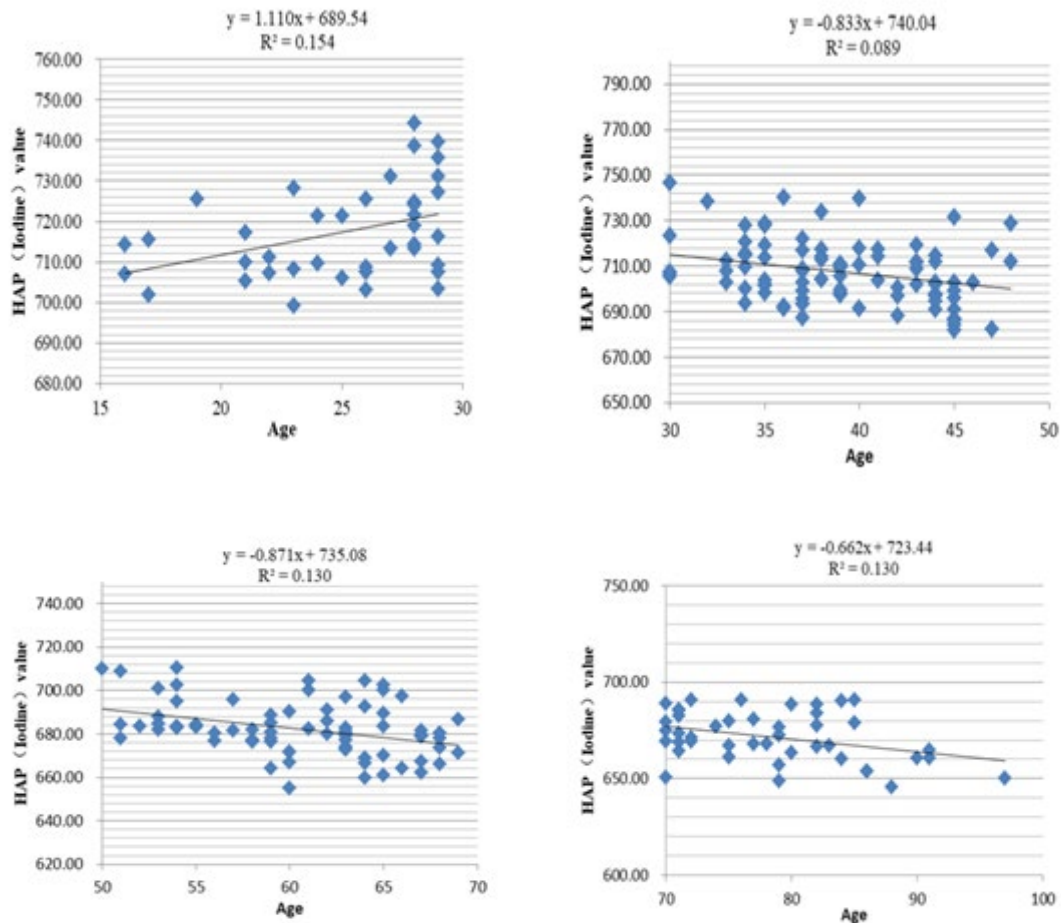 y = 1.110x + 689.54
R² = 0.154
HAP（Iodine）value
760.00
750.00
740.00
730.00
720.00
710.00
700.00
690.00
680.00
15 20 25 30
Age
y = -0.833x + 740.04
R² = 0.089
HAP（Iodine）value
790.00
770.00
750.00
730.00
710.00
690.00
670.00
650.00
30 35 40 45 50
Age
y = -0.871x + 735.08
R² = 0.130
HAP（Iodine）value
740.00
720.00
700.00
680.00
660.00
640.00
620.00
50 55 60 65 70
Age
y = -0.662x + 723.44
R² = 0.130
HAP（Iodine）value
750.00
700.00
650.00
600.00
70 80 90 100
Age